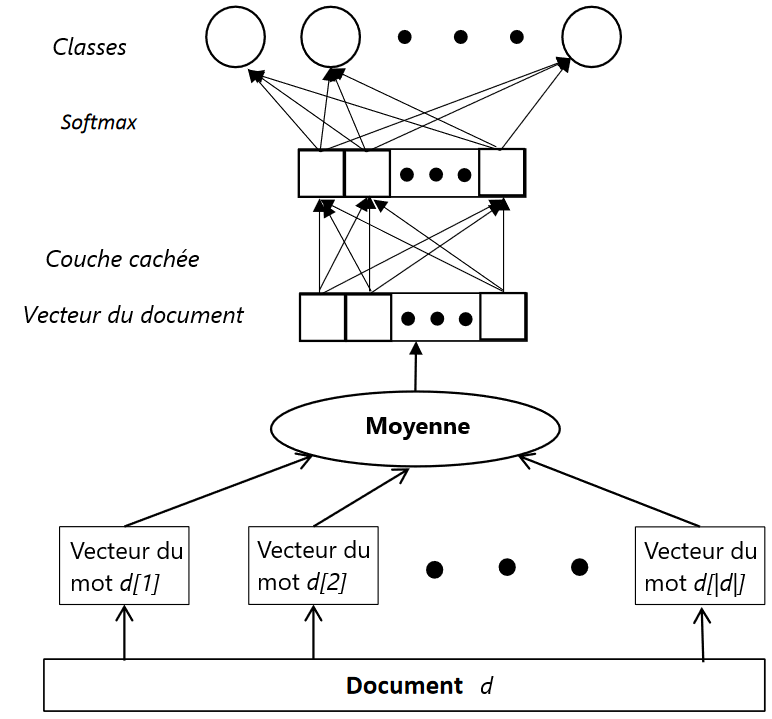 Classes
Softmax
Couche cachée
Vecteur du document
Moyenne
Vecteur du
mot d[1]
Vecteur du
mot d[2]
Vecteur du
mot d[|d|]
Document d